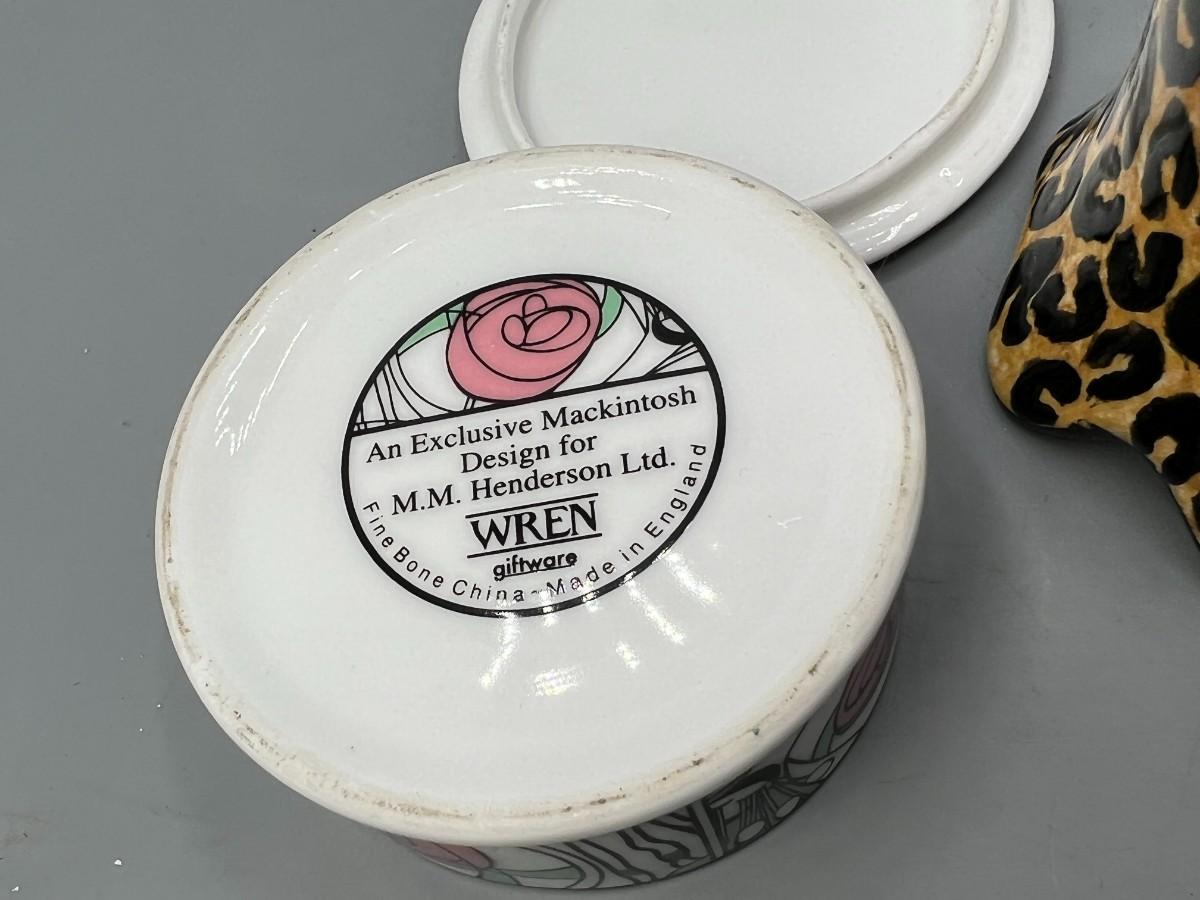 An Exclusive Mackintosh
Design for
M.M. Henderson Ltd.
WREN
giftware
Fine Bone China - Made in England